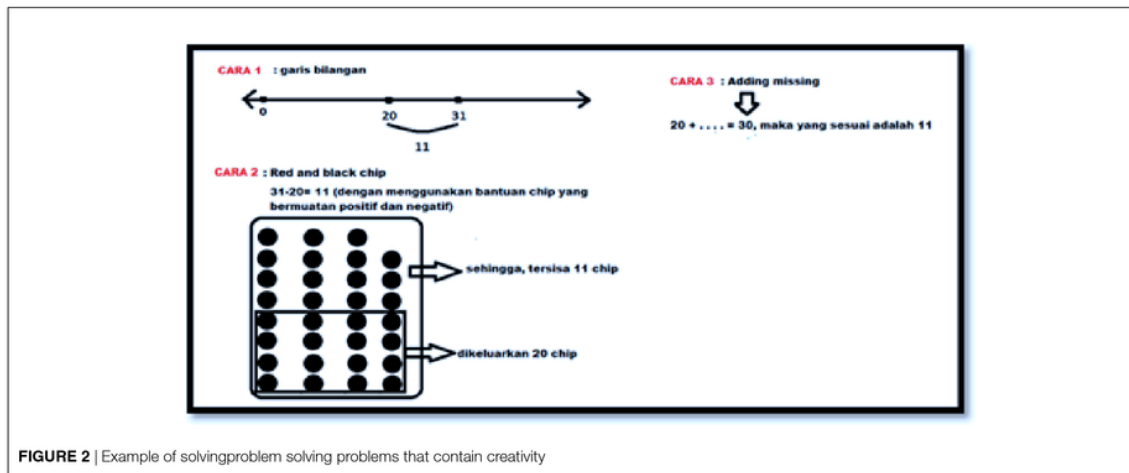 CARA 1 : garis bilangan
0 20 31
11
CARA 2 : Red and black chip
31-20= 11 (dengan menggunakan bantuan chip yang
bermuatan positif dan negatif)
sehingga, tersisa 11 chip
dikeluarkan 20 chip
CARA 3 : Adding missing
20 + . . . . = 30, maka yang sesuai adalah 11
FIGURE 2 | Example of solvingproblem solving problems that contain creativity